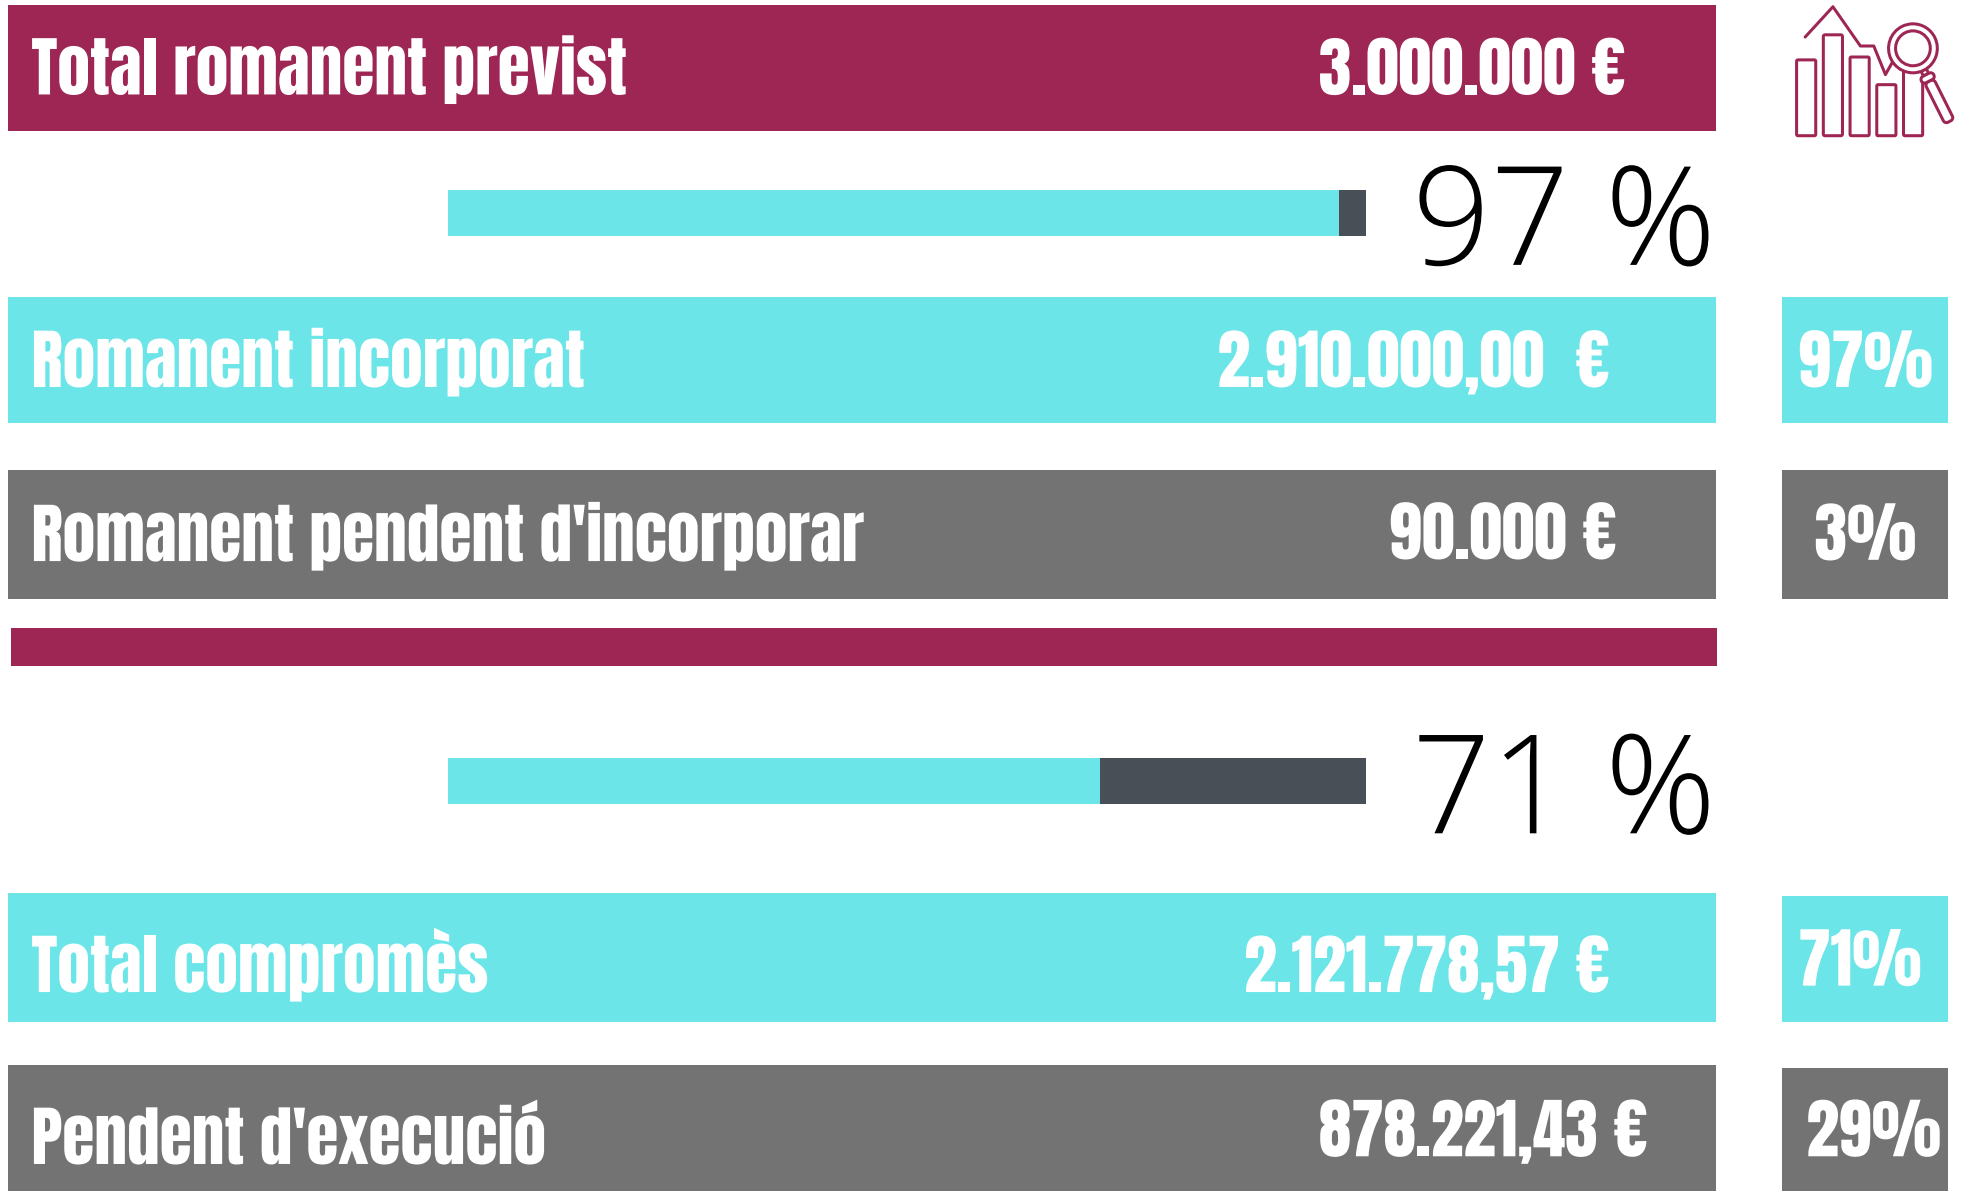 Total romanent previst 3.000.000 €
97 %
Romanent incorporat 2.910.000,00 € 97%
Romanent pendent d'incorporar 90.000 € 3%
71 %
Total compromès 2.121.778,57 € 71%
Pendent d'execució 878.221,43 € 29%